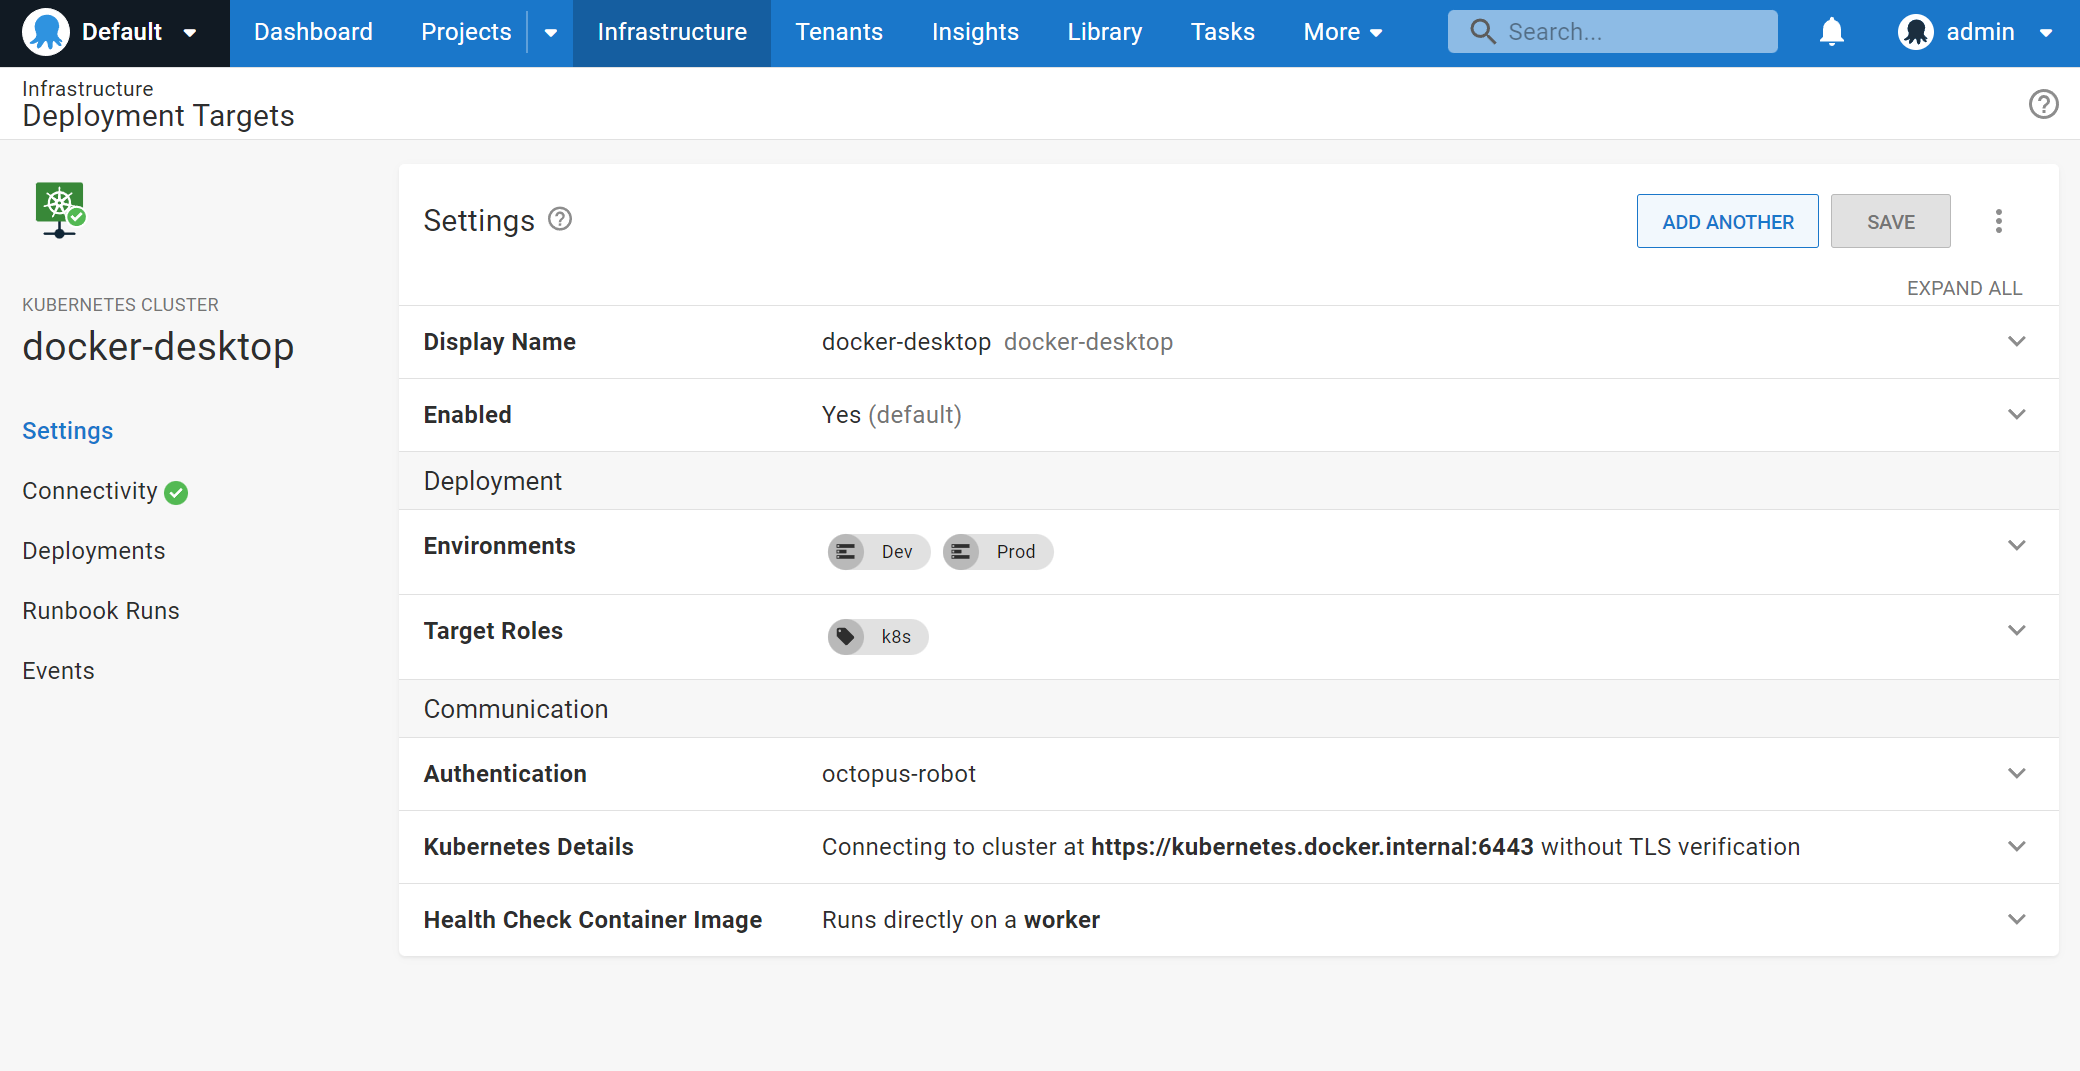 Default Dashboard Projects Infrastructure Tenants Insights Library Tasks More Search... admin
Infrastructure
Deployment Targets
KUBERNETES CLUSTER
docker-desktop
Settings
Connectivity
Deployments
Runbook Runs
Events
Settings ADD ANOTHER SAVE
EXPAND ALL
Display Name docker-desktop docker-desktop
Enabled Yes (default)
Deployment
Environments Dev Prod
Target Roles k8s
Communication
Authentication octopus-robot
Kubernetes Details Connecting to cluster at https://kubernetes.docker.internal:6443 without TLS verification
Health Check Container Image Runs directly on a worker